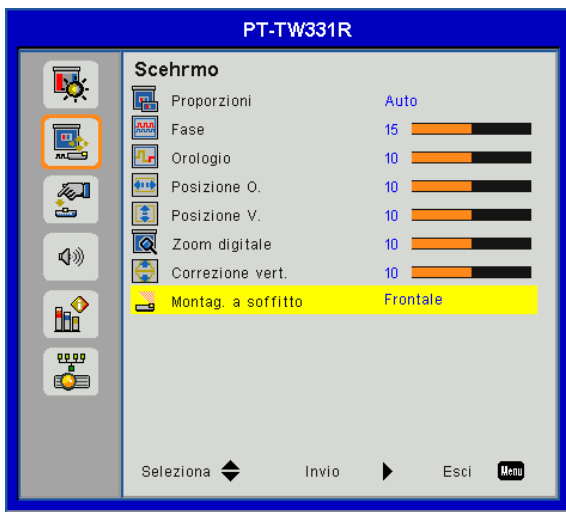 PT-TW331R
Scehrmo
Proporzioni Auto
Fase 15
Orologio 10
Posizione O. 10
Posizione V. 10
Zoom digitale 10
Correzione vert. 10
Montag. a soffitto Frontale
Seleziona Invio Esci Menu